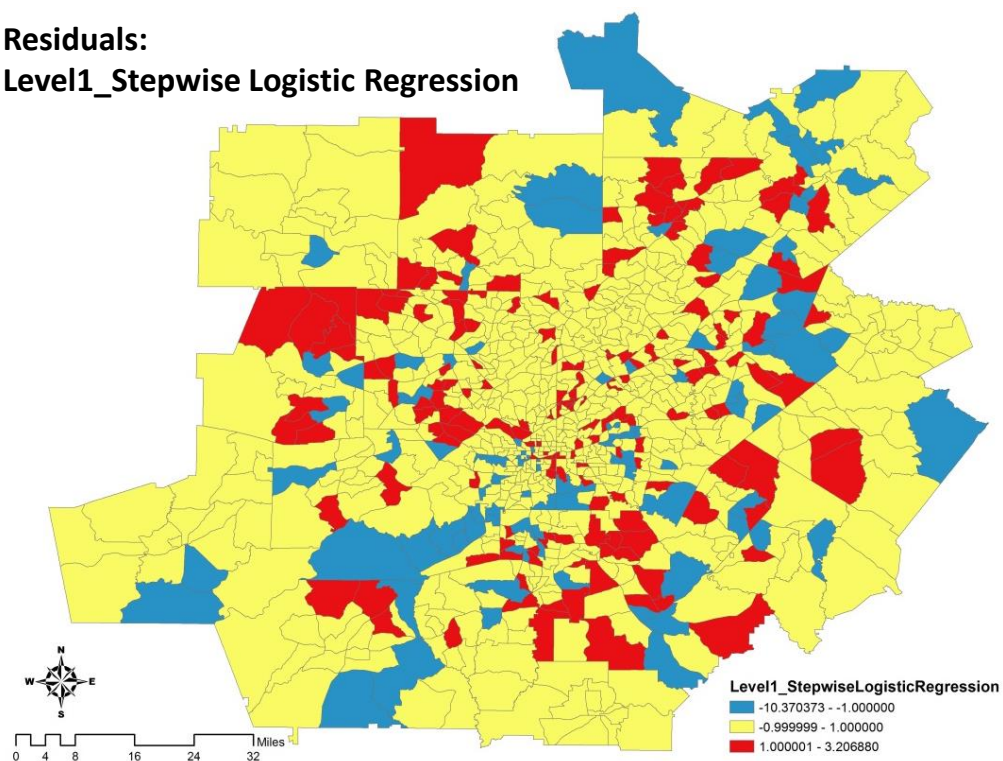 Residuals:
Level1_Stepwise Logistic Regression
N
W E
S
Miles
0 4 8 16 24 32
Level1_StepwiseLogisticRegression
-10.370373 - -1.000000
-0.999999 - 1.000000
1.000001 - 3.206880